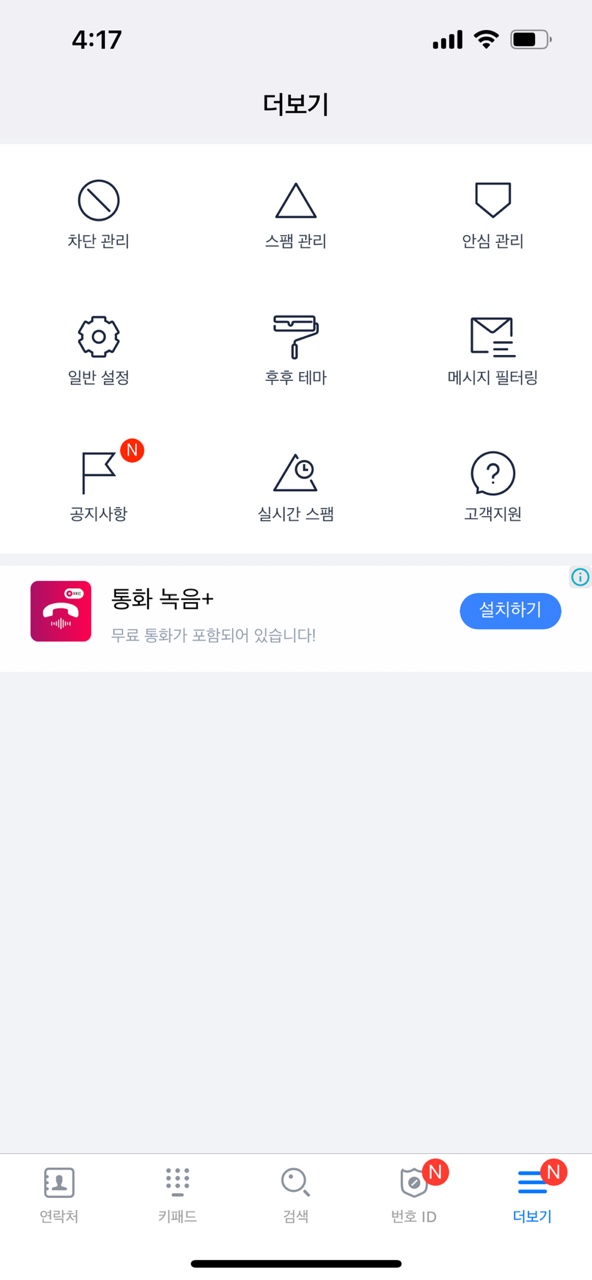 4:17
더보기
차단 관리
스팸 관리
안심 관리
일반 설정
후후 테마
메시지 필터링
N
공지사항
실시간 스팸
고객지원
통화 녹음+
무료 통화가 포함되어 있습니다!
설치하기
N
N
연락처
키패드
검색
번호 ID
더보기